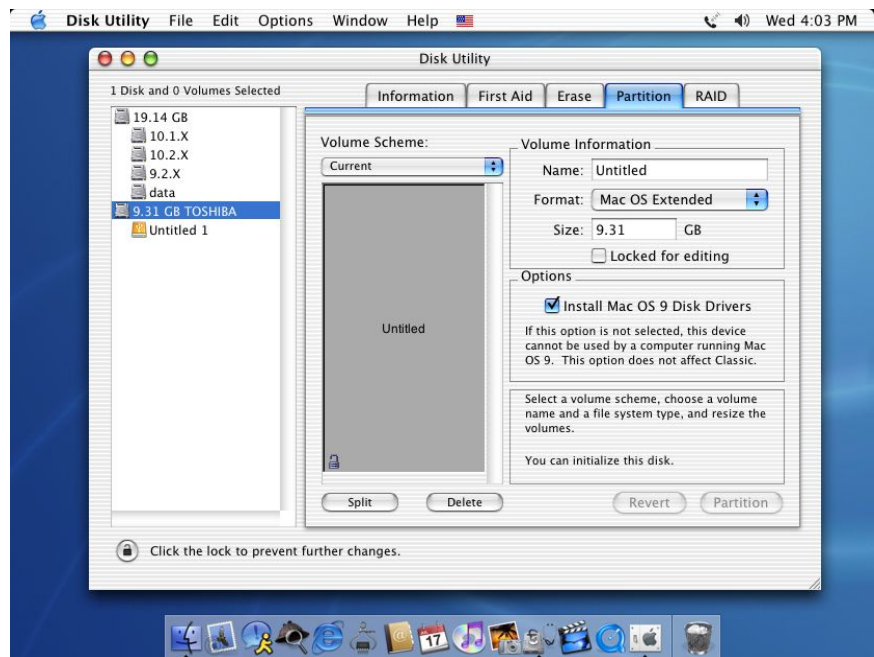 Disk Utility File Edit Options Window Help Wed 4:03 PM
Disk Utility
1 Disk and 0 Volumes Selected
Information First Aid Erase Partition RAID
19.14 GB
10.1.X
10.2.X
9.2.X
data
9.31 GB TOSHIBA
Untitled 1
Volume Scheme:
Current
Untitled
Split Delete
Volume Information
Name: Untitled
Format: Mac OS Extended
Size: 9.31 GB
Locked for editing
Options
Install Mac OS 9 Disk Drivers
If this option is not selected, this device
cannot be used by a computer running Mac
OS 9. This option does not affect Classic.
Select a volume scheme, choose a volume
name and a file system type, and resize the
volumes.
You can initialize this disk.
Revert Partition
Click the lock to prevent further changes.
17